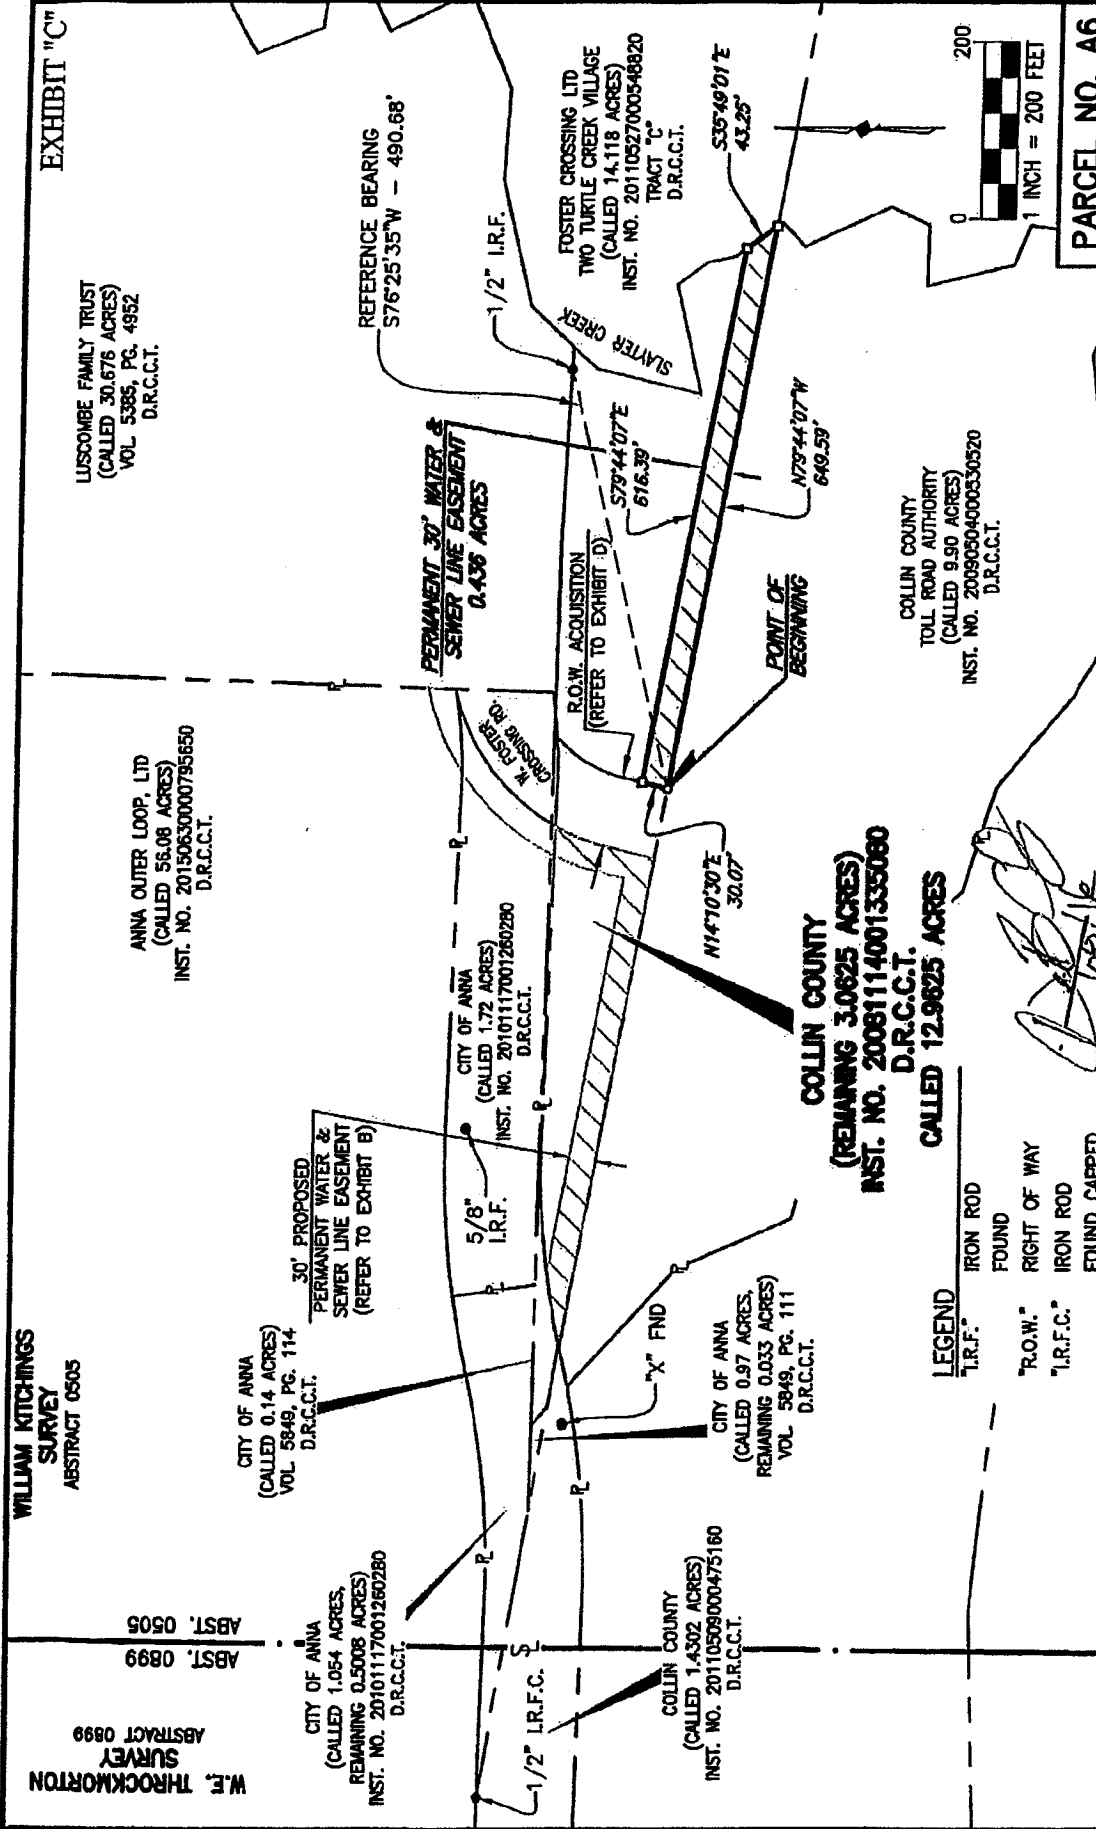 EXHIBIT "C"
WILLIAM KITCHINGS
SURVEY
ABSTRACT 0505
W.E. THROCKMORTON
SURVEY
ABSTRACT 0899
ABST. 0899
ABST. 0505
LUSCOMBE FAMILY TRUST
(CALLED 30.676 ACRES)
VOL 5385, PG. 4952
D.R.C.C.T.
ANNA OUTER LOOP, LTD
(CALLED 56.08 ACRES)
INST. NO. 20150630000795650
D.R.C.C.T.
REFERENCE BEARING
S76°25'35"W - 490.68'
1/2" I.R.F.
FOSTER CROSSING LTD
TWO TURTLE CREEK VILLAGE
(CALLED 14.118 ACRES)
INST. NO. 20110527000548820
TRACT "C"
D.R.C.C.T.
SLAYTER CREEK
S35°49'01"E
43.25'
PERMANENT 30' WATER &
SEWER LINE EASEMENT
0.436 ACRES
S79°44'07"E
616.39'
N79°44'07"W
649.59'
R.O.W. ACQUISITION
(REFER TO EXHIBIT D)
W. FOSTER
CROSSING RD.
POINT OF
BEGINNING
N14°10'30"E
30.07'
COLLIN COUNTY
TOLL ROAD AUTHORITY
(CALLED 9.90 ACRES)
INST. NO. 20090504000530520
D.R.C.C.T.
COLLIN COUNTY
(REMAINING 3.0625 ACRES)
INST. NO. 20081114001335080
D.R.C.C.T.
CALLED 12.9625 ACRES
CITY OF ANNA
(CALLED 1.72 ACRES)
INST. NO. 20101117001260280
D.R.C.C.T.
5/8"
I.R.F.
30' PROPOSED
PERMANENT WATER &
SEWER LINE EASEMENT
(REFER TO EXHIBIT B)
CITY OF ANNA
(CALLED 0.14 ACRES)
VOL 5849, PG. 114
D.R.C.C.T.
"X" FND
CITY OF ANNA
(CALLED 0.97 ACRES,
REMAINING 0.033 ACRES)
VOL 5849, PG. 111
D.R.C.C.T.
CITY OF ANNA
(CALLED 1.054 ACRES,
REMAINING 0.5008 ACRES)
INST. NO. 20101117001260280
D.R.C.C.T.
1/2" I.R.F.C.
COLLIN COUNTY
(CALLED 1.4302 ACRES)
INST. NO. 20110509000475160
D.R.C.C.T.
LEGEND
"I.R.F." IRON ROD
FOUND
"R.O.W." RIGHT OF WAY
"I.R.F.C." IRON ROD
FOUND CAPPED
0 200
1 INCH = 200 FEET
PARCEL NO. A6